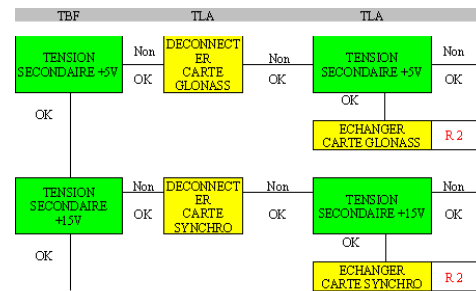 TBF TLA TLA
TENSION
SECONDAIRE +5V
Non
OK
DECONNECT
ER
CARTE
GLONASS
Non
OK
TENSION
SECONDAIRE +5V
Non
OK
OK
OK
ECHANGER
CARTE GLONASS
R 2
TENSION
SECONDAIRE
+15V
Non
OK
DECONNECT
ER
CARTE
SYNCHRO
Non
OK
TENSION
SECONDAIRE +15V
Non
OK
OK
OK
ECHANGER
CARTE SYNCHRO
R 2